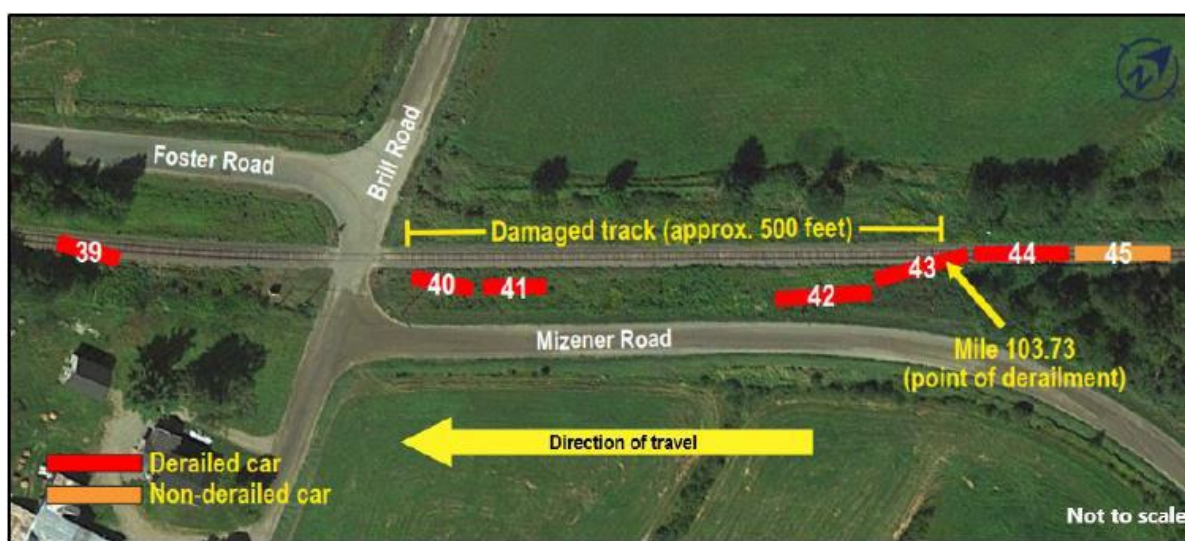 N
Foster Road
Brill Road
Damaged track (approx. 500 feet)
39
40
41
42
43
44
45
Mizener Road
Mile 103.73
(point of derailment)
Direction of travel
Derailed car
Non-derailed car
Not to scale